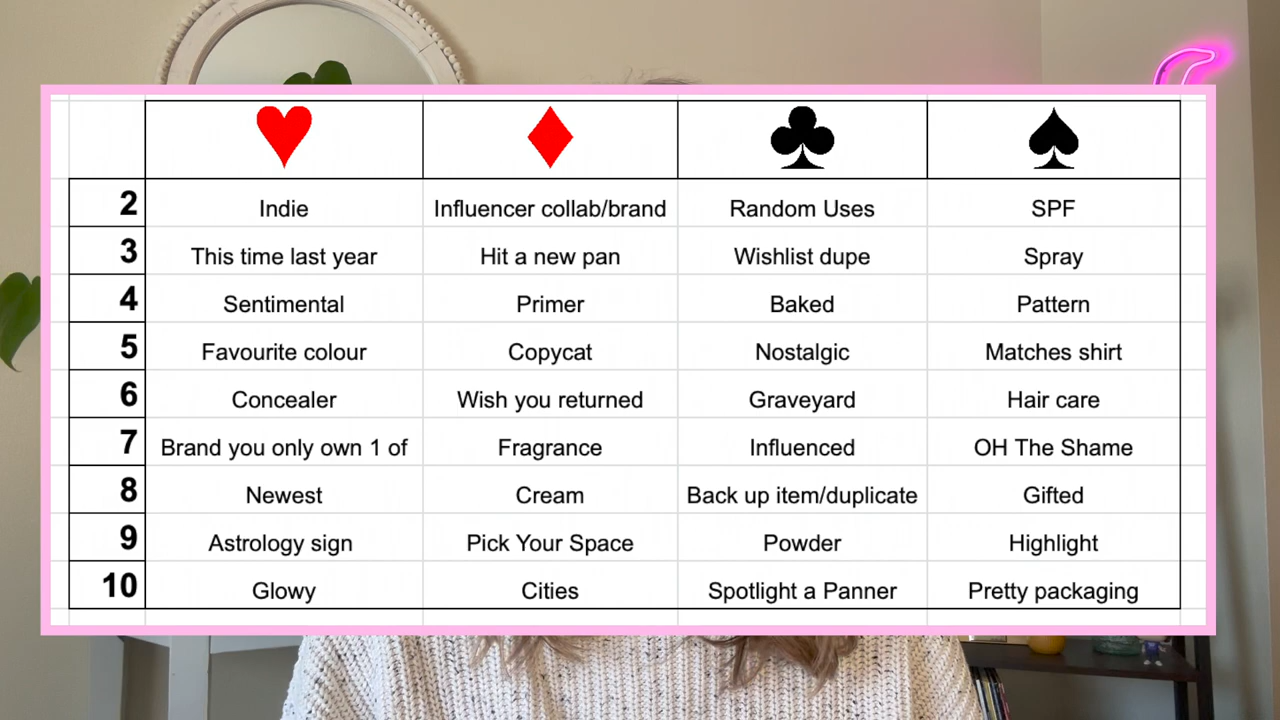 2 Indie Influencer collab/brand Random Uses SPF
3 This time last year Hit a new pan Wishlist dupe Spray
4 Sentimental Primer Baked Pattern
5 Favourite colour Copycat Nostalgic Matches shirt
6 Concealer Wish you returned Graveyard Hair care
7 Brand you only own 1 of Fragrance Influenced OH The Shame
8 Newest Cream Back up item/duplicate Gifted
9 Astrology sign Pick Your Space Powder Highlight
10 Glowy Cities Spotlight a Panner Pretty packaging